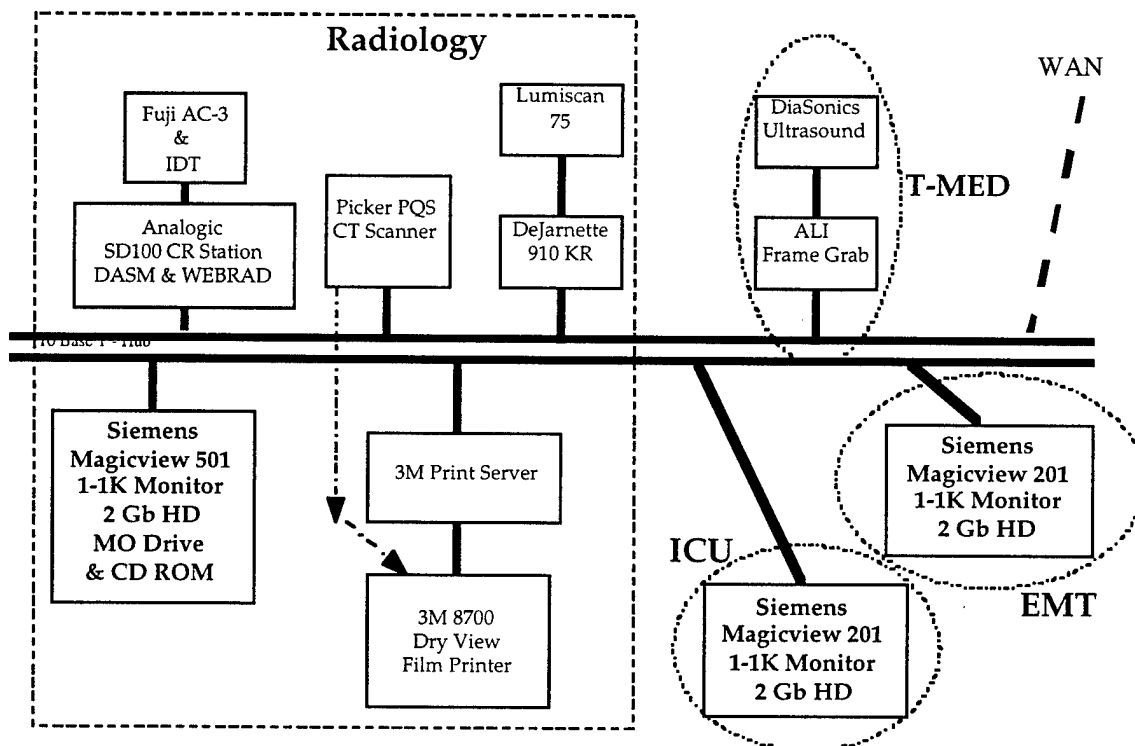 Radiology
WAN
Fuji AC-3
&
IDT
Lumiscan
75
DiaSonics
Ultrasound
T-MED
Analogic
SD100 CR Station
DASM & WEBRAD
Picker PQS
CT Scanner
DeJarnette
910 KR
ALI
Frame Grab
10 Base T - Hub
Siemens
Magicview 501
1-1K Monitor
2 Gb HD
MO Drive
& CD ROM
3M Print Server
3M 8700
Dry View
Film Printer
ICU
Siemens
Magicview 201
1-1K Monitor
2 Gb HD
Siemens
Magicview 201
1-1K Monitor
2 Gb HD
EMT